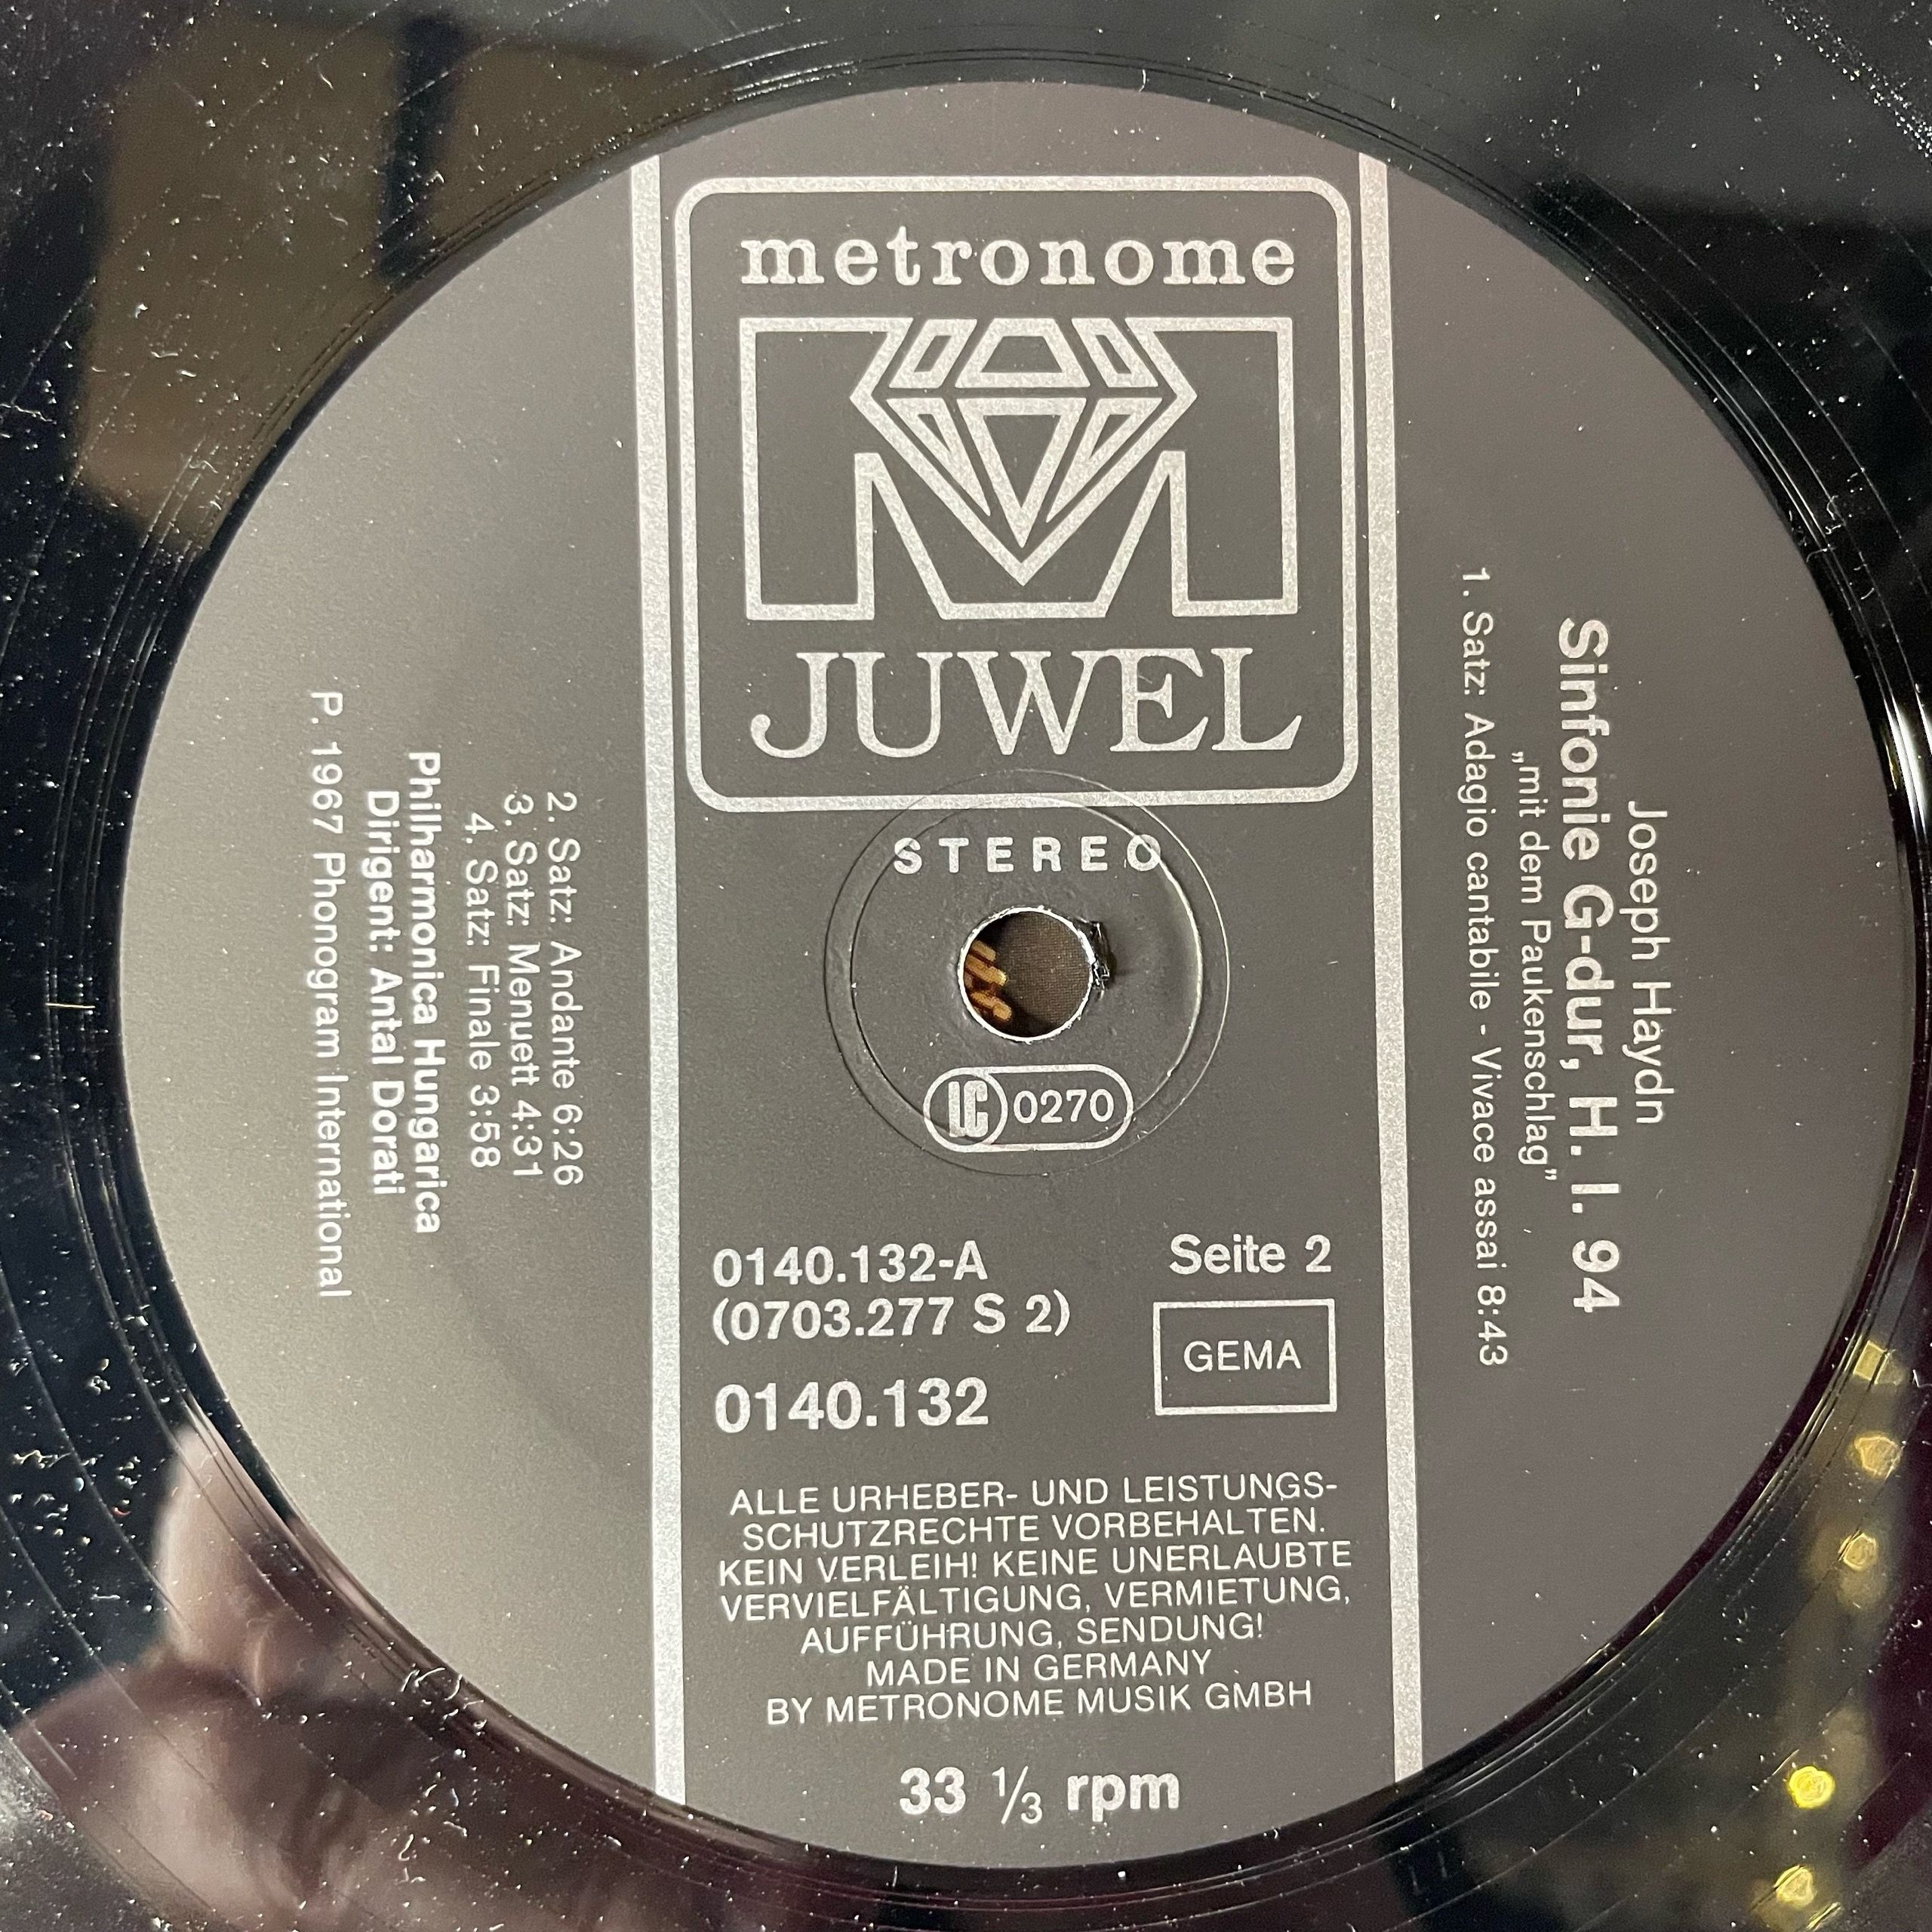 metronome
JUWEL
STEREO
LC 0270
0140.132-A
(0703.277 S 2)
0140.132
Seite 2
GEMA
ALLE URHEBER- UND LEISTUNGS-
SCHUTZRECHTE VORBEHALTEN.
KEIN VERLEIH! KEINE UNERLAUBTE
VERVIELFÄLTIGUNG, VERMIETUNG,
AUFFÜHRUNG, SENDUNG!
MADE IN GERMANY
BY METRONOME MUSIK GMBH
33 1/3 rpm
Joseph Haydn
Sinfonie G-dur, H. I. 94
„mit dem Paukenschlag”
1. Satz: Adagio cantabile - Vivace assai 8:43
2. Satz: Andante 6:26
3. Satz: Menuett 4:31
4. Satz: Finale 3:58
Philharmonica Hungarica
Dirigent: Antal Dorati
P. 1967 Phonogram International